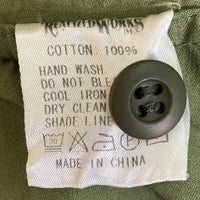 COTTON. 100%
HAND WASH
DO NOT
COOL IRON
DRY CLEAN
SHADE LINE
MADE IN CHINA